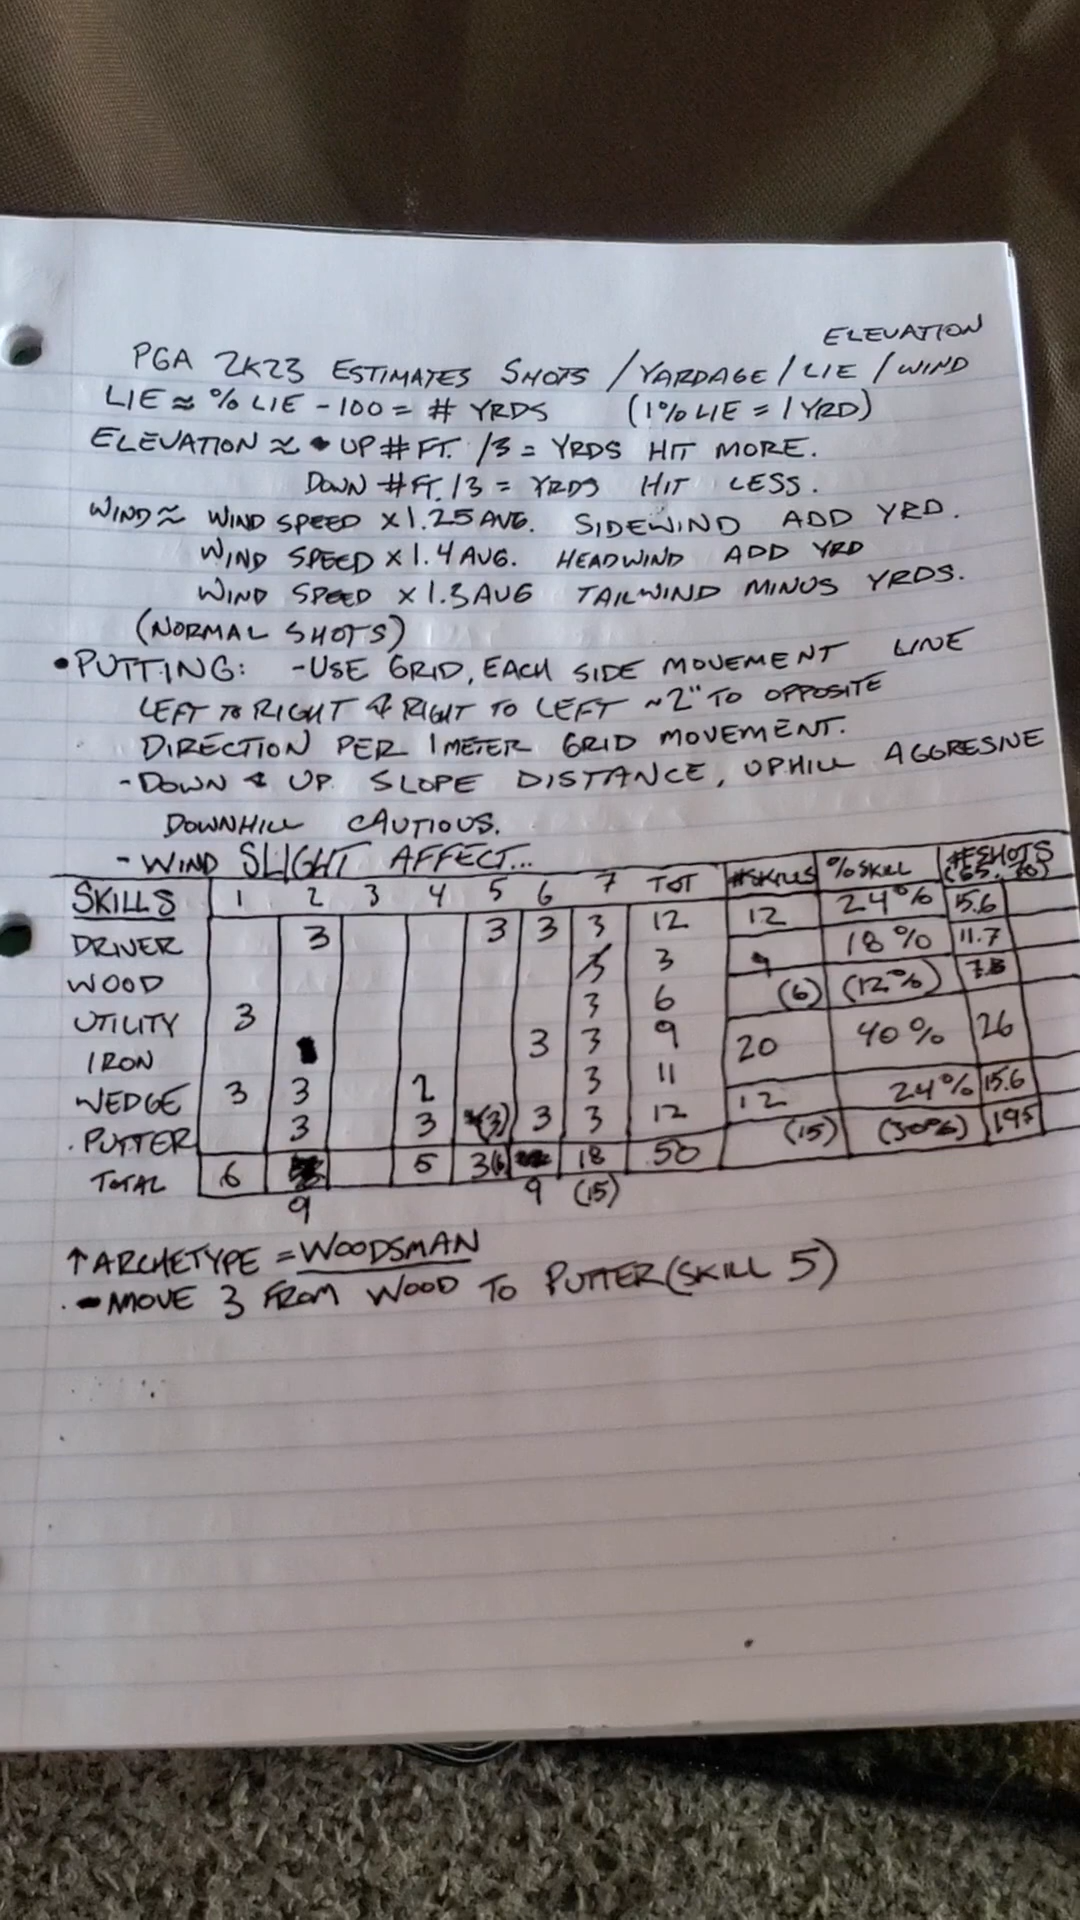 ELEVATION
PGA 2K23 ESTIMATES SHOTS / YARDAGE / LIE / WIND
LIE ≈ % LIE - 100 = # YRDS (1% LIE = 1 YRD)
ELEVATION ≈ • UP # FT. /3 = YRDS HIT MORE.
DOWN # FT. /3 = YRDS HIT LESS.
WIND ≈ WIND SPEED X 1.25 AVG. SIDEWIND ADD YRD.
WIND SPEED X 1.4 AVG. HEADWIND ADD YRD
WIND SPEED X 1.3 AVG TAILWIND MINUS YRDS.
(NORMAL SHOTS)
• PUTTING: - USE GRID, EACH SIDE MOVEMENT LINE
LEFT TO RIGHT & RIGHT TO LEFT ~2" TO OPPOSITE
DIRECTION PER 1 METER GRID MOVEMENT.
- DOWN & UP SLOPE DISTANCE, UPHILL AGGRESIVE
DOWNHILL CAUTIOUS.
- WIND SLIGHT AFFECT...
SKILLS 1 2 3 4 5 6 7 TOT #SKILLS % SKILL # SHOTS
DRIVER 3 3 3 3 12 12 24% 15.6
WOOD 3 3 9 18% 11.7
(6) (12%) 7.8
UTILITY 3 3 6
IRON 3 3 9 20 40% 26
WEDGE 3 3 2 3 11 12 24% 15.6
PUTTER 3 3 (3) 3 3 12 (15) (30%) 19.5
TOTAL 6 5 3(6) 18 50
9 9 (15)
↑ ARCHETYPE = WOODSMAN
- MOVE 3 FROM WOOD TO PUTTER (SKILL 5)